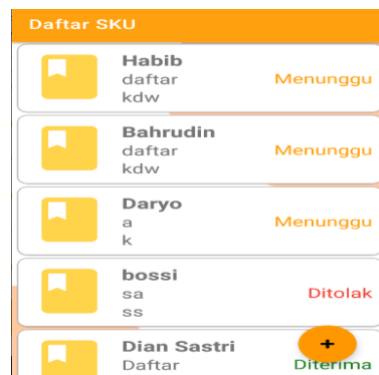 Daftar SKU
Habib
daftar
kdw
Menunggu
Bahrudin
daftar
kdw
Menunggu
Daryo
a
k
Menunggu
bossi
sa
ss
Ditolak
Dian Sastri
Daftar
+
Diterima